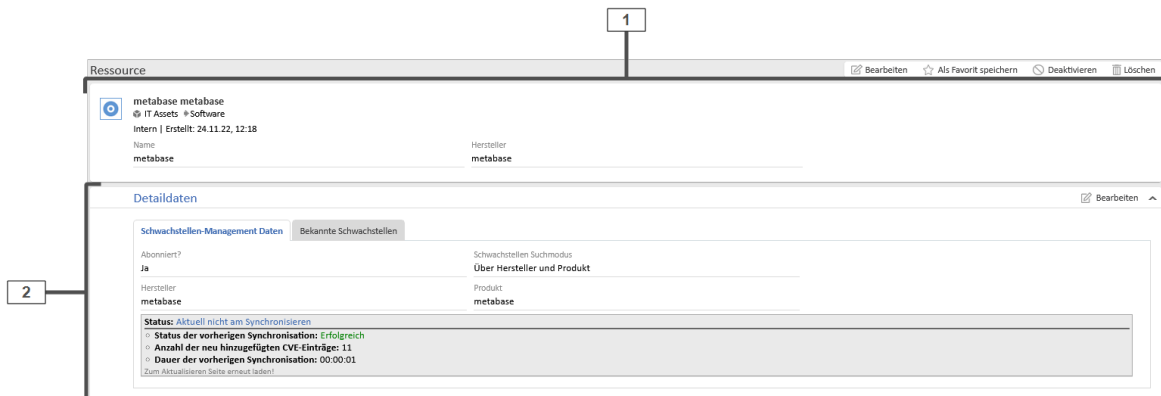 1
Ressource
Bearbeiten Als Favorit speichern Deaktivieren Löschen
metabase metabase
IT Assets Software
Intern | Erstellt: 24.11.22, 12:18
Name Hersteller
metabase metabase
Detaildaten Bearbeiten
Schwachstellen-Management Daten Bekannte Schwachstellen
Abonniert? Schwachstellen Suchmodus
Ja Über Hersteller und Produkt
2
Hersteller Produkt
metabase metabase
Status: Aktuell nicht am Synchronisieren
Status der vorherigen Synchronisation: Erfolgreich
Anzahl der neu hinzugefügten CVE-Einträge: 11
Dauer der vorherigen Synchronisation: 00:00:01
Zum Aktualisieren Seite erneut laden!